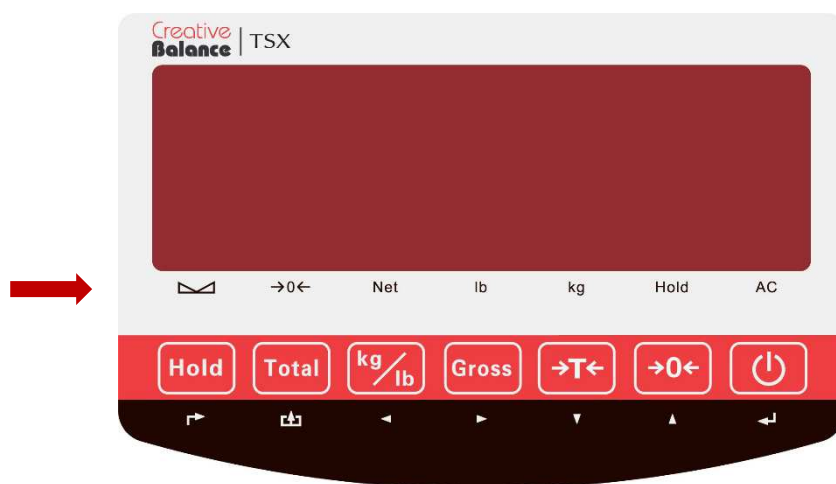 Creative
Balance | TSX
→0← Net lb kg Hold AC
Hold Total kg/lb Gross →T← →0←